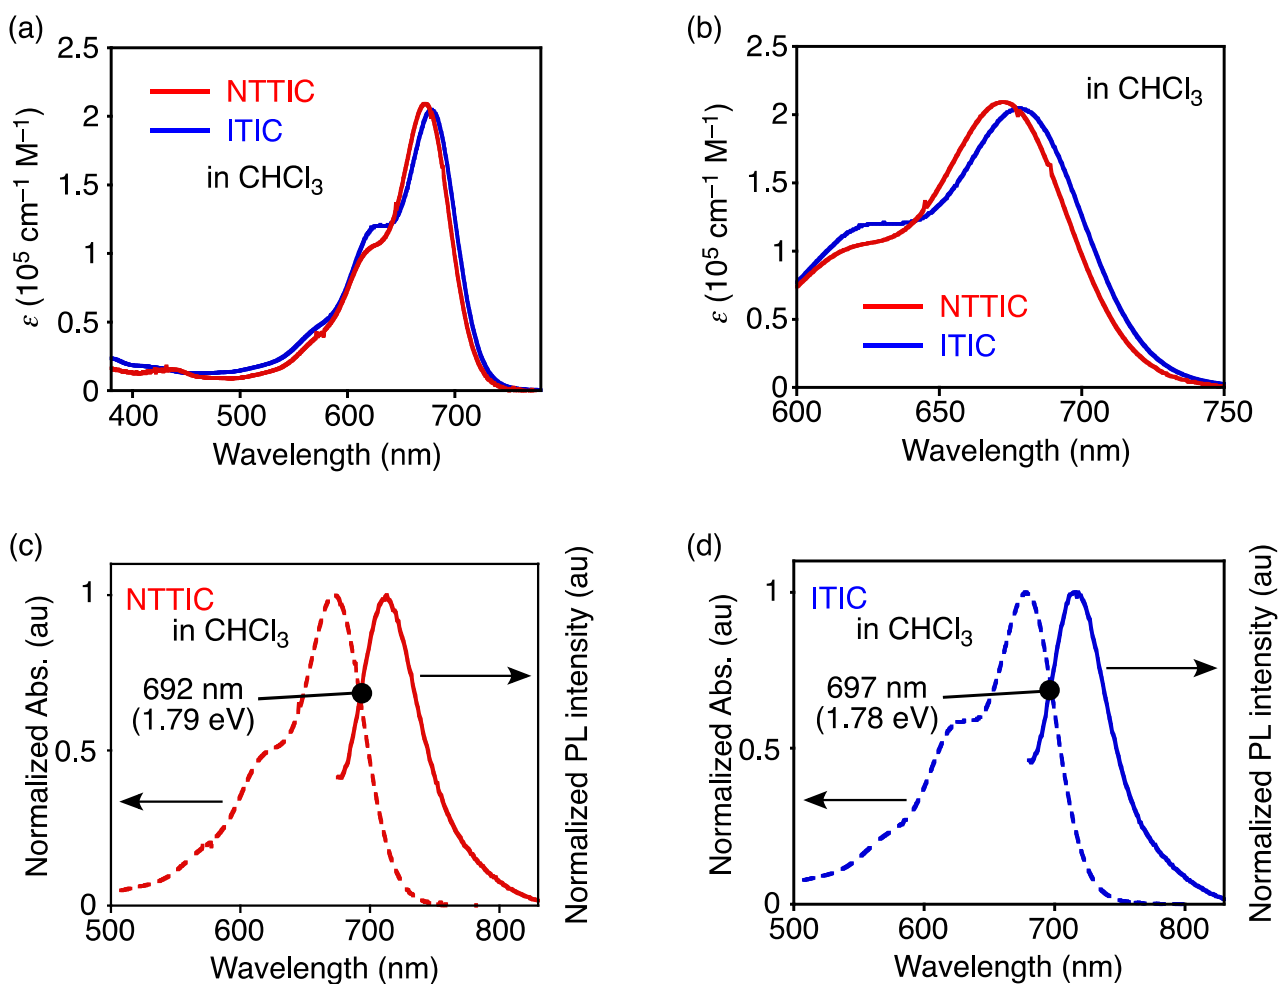 (a)
2.5
2
1.5
1
0.5
0
ε (10⁵ cm⁻¹ M⁻¹)
NTTIC
ITIC
in CHCl₃
400 500 600 700
Wavelength (nm)
(b)
2.5
2
1.5
1
0.5
0
ε (10⁵ cm⁻¹ M⁻¹)
in CHCl₃
NTTIC
ITIC
600 650 700 750
Wavelength (nm)
(c)
1
0.5
0
Normalized Abs. (au)
Normalized PL intensity (au)
NTTIC
in CHCl₃
692 nm
(1.79 eV)
500 600 700 800
Wavelength (nm)
(d)
1
0.5
0
Normalized Abs. (au)
Normalized PL intensity (au)
ITIC
in CHCl₃
697 nm
(1.78 eV)
500 600 700 800
Wavelength (nm)